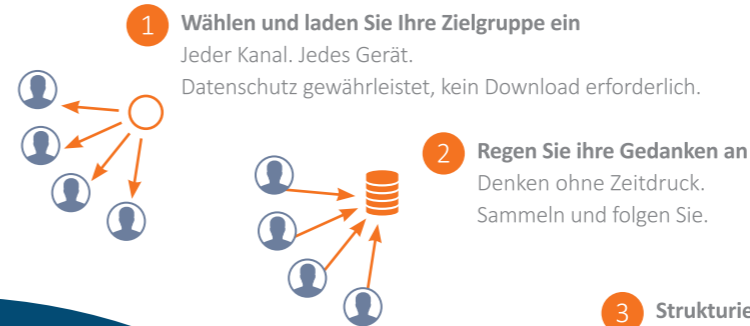 1 Wählen und laden Sie Ihre Zielgruppe ein
Jeder Kanal. Jedes Gerät.
Datenschutz gewährleistet, kein Download erforderlich.
2 Regen Sie ihre Gedanken an
Denken ohne Zeitdruck.
Sammeln und folgen Sie.
3